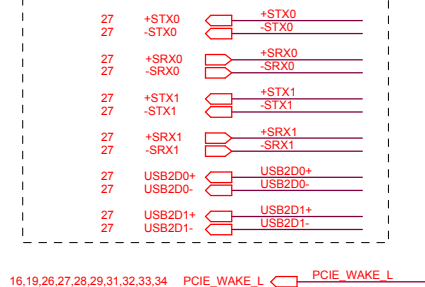 27 +STX0 +STX0
27 -STX0 -STX0
27 +SRX0 +SRX0
27 -SRX0 -SRX0
27 +STX1 +STX1
27 -STX1 -STX1
27 +SRX1 +SRX1
27 -SRX1 -SRX1
27 USB2D0+ USB2D0+
27 USB2D0- USB2D0-
27 USB2D1+ USB2D1+
27 USB2D1- USB2D1-
16,19,26,27,28,29,31,32,33,34 PCIE_WAKE_L PCIE_WAKE_L